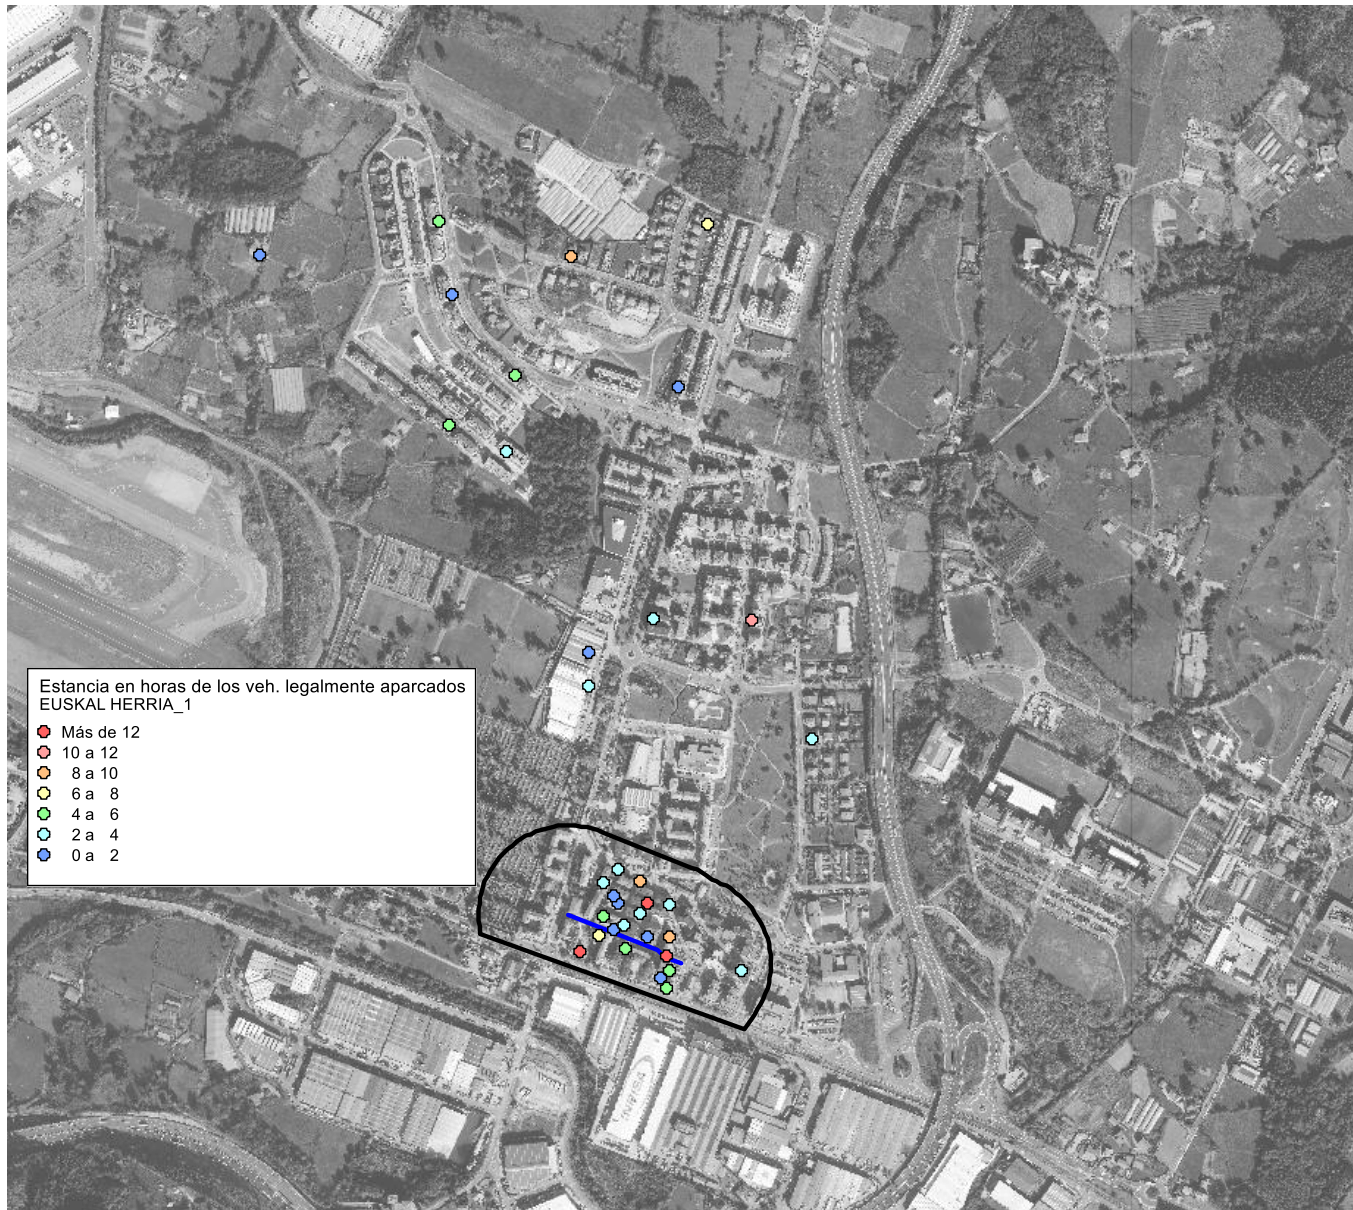 Estancia en horas de los veh. legalmente aparcados
EUSKAL HERRIA_1
Más de 12
10 a 12
8 a 10
6 a 8
4 a 6
2 a 4
0 a 2